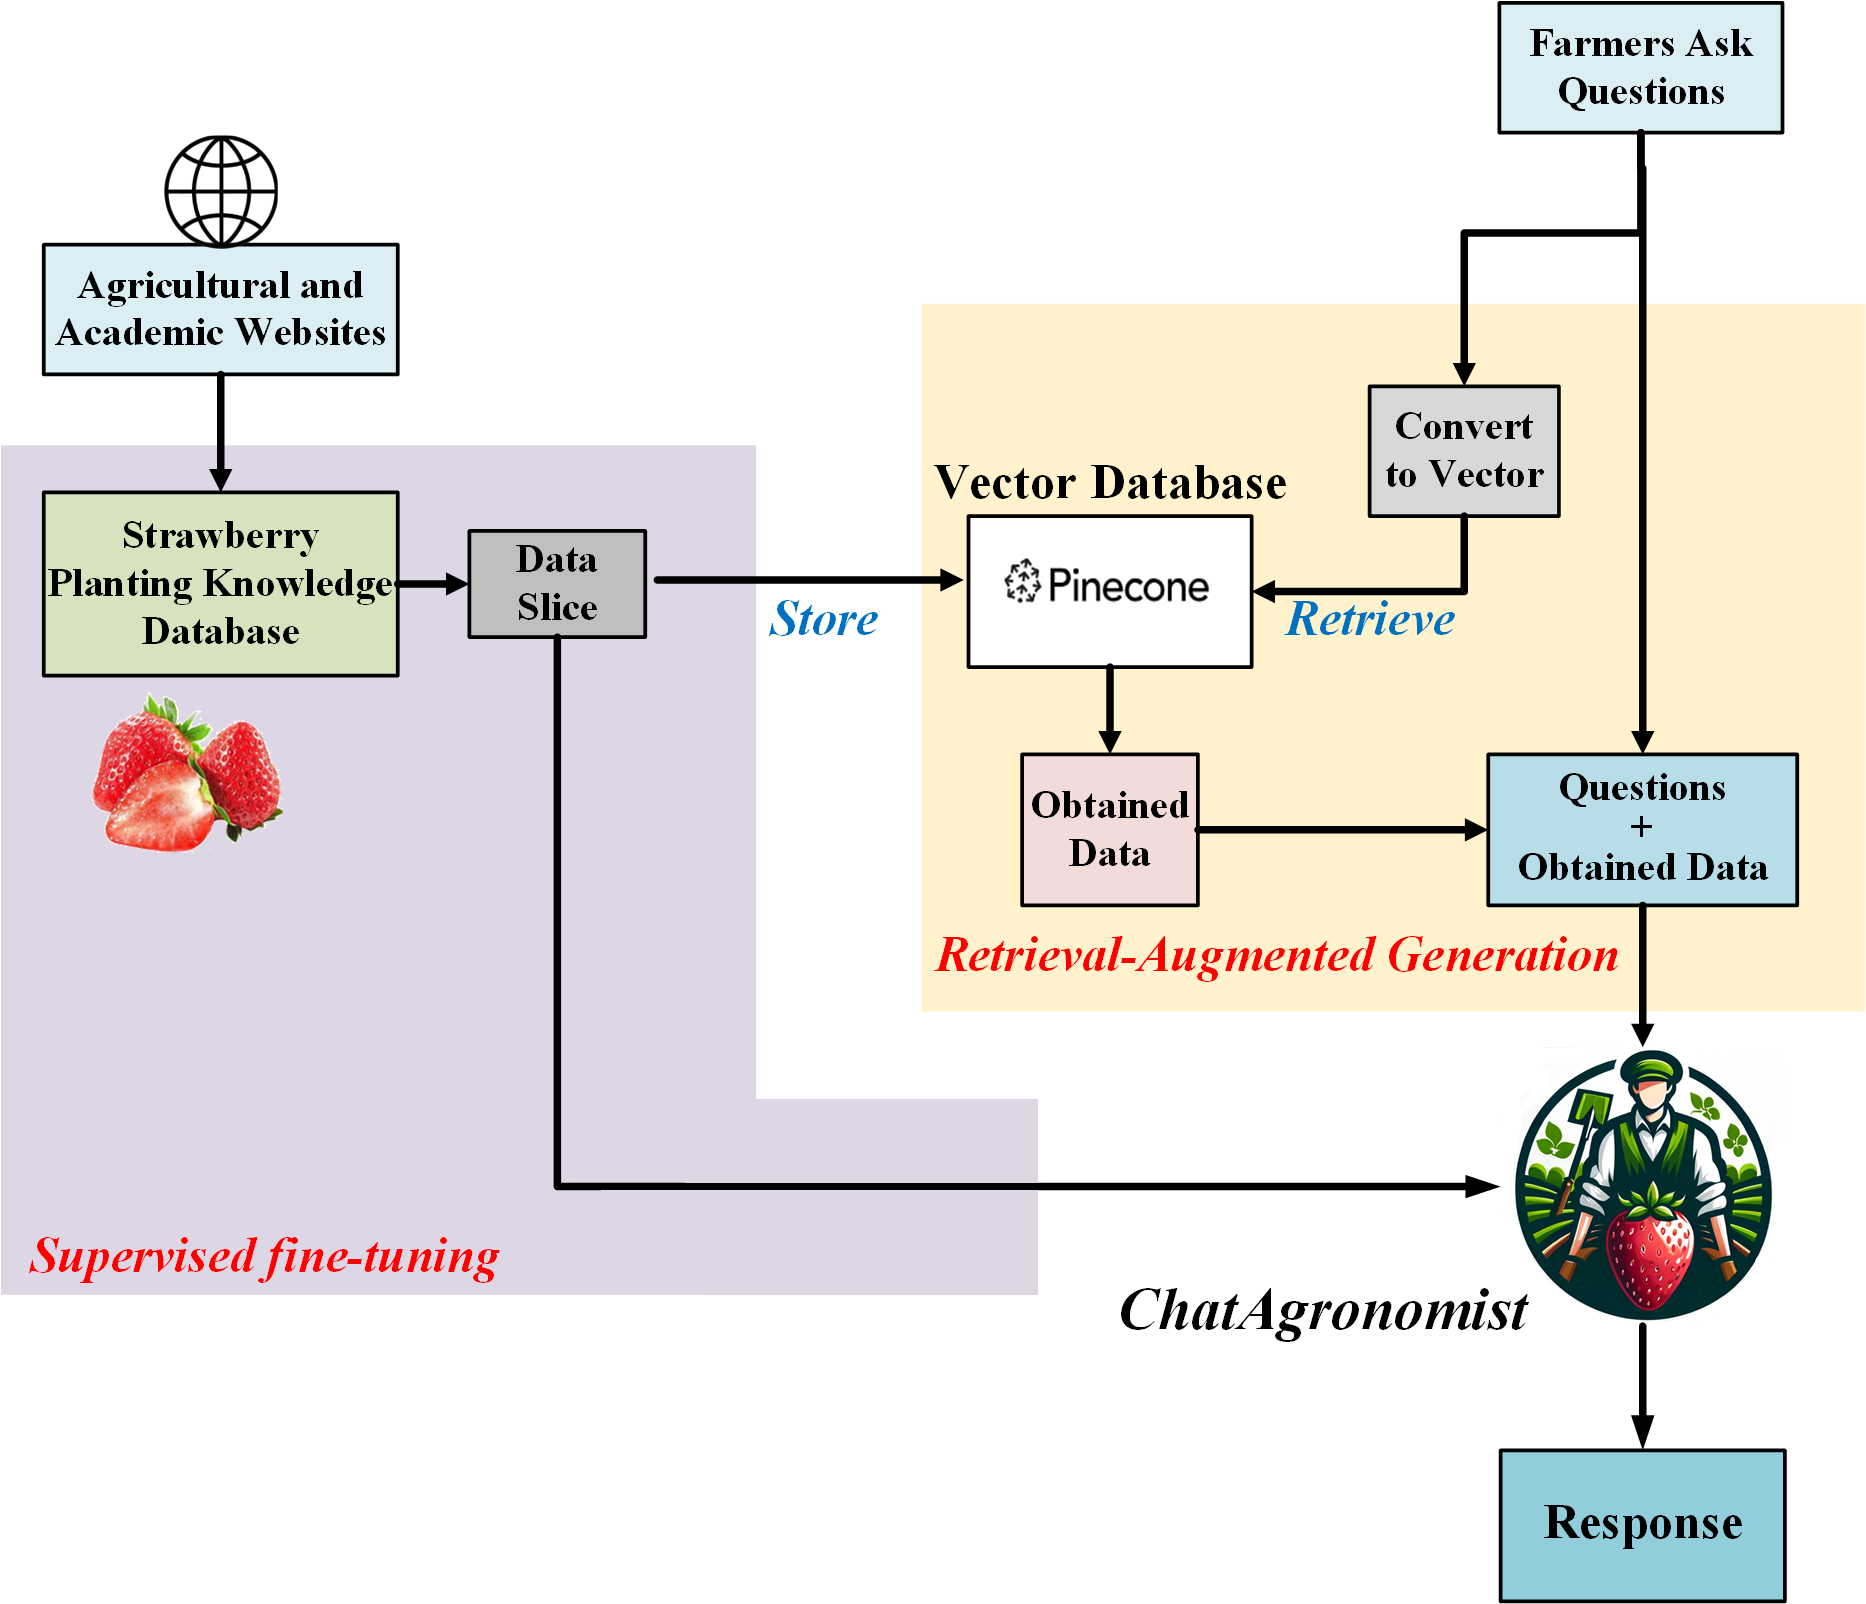 Farmers Ask
Questions
Agricultural and
Academic Websites
Convert
to Vector
Vector Database
Strawberry
Planting Knowledge
Database
Data
Slice
Pinecone
Store
Retrieve
Obtained
Data
Questions
+
Obtained Data
Retrieval-Augmented Generation
Supervised fine-tuning
ChatAgronomist
Response